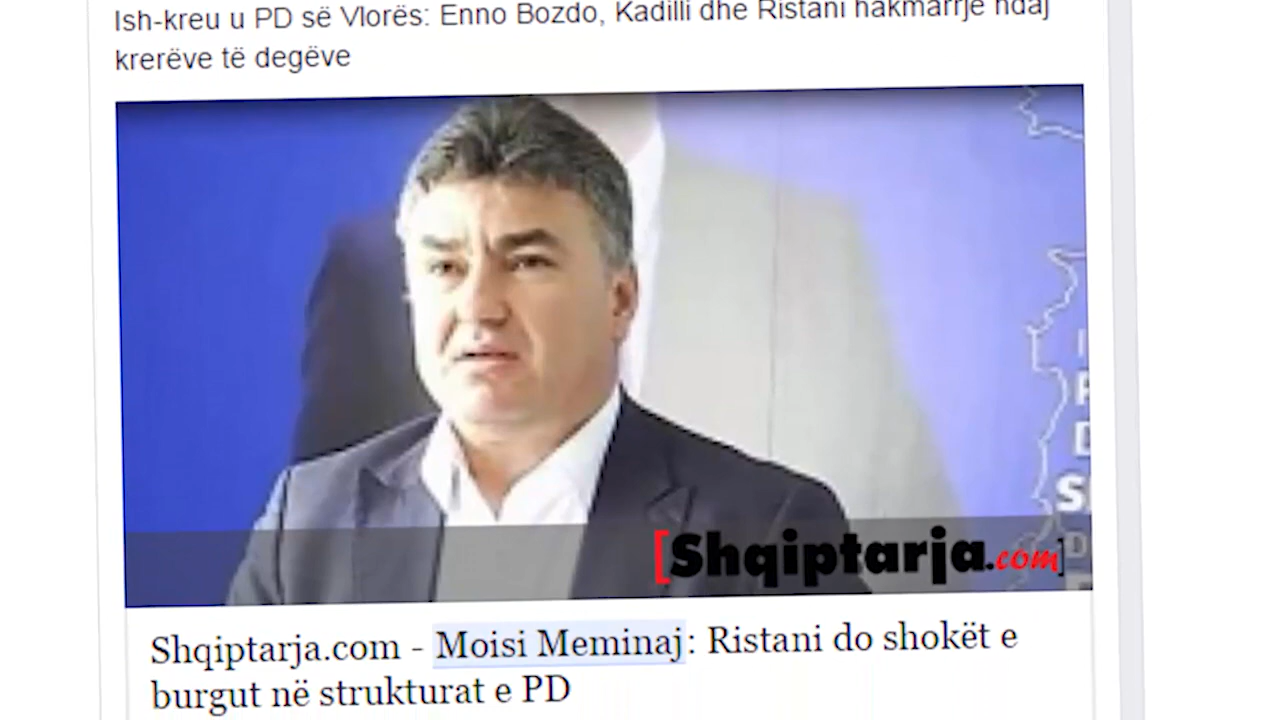 Ish-kreu u PD së Vlorës: Enno Bozdo, Kadilli dhe Ristani hakmarrje ndaj
krerëve të degëve
[Shqiptarja.com]
Shqiptarja.com - Moisi Meminaj: Ristani do shokët e
burgut në strukturat e PD